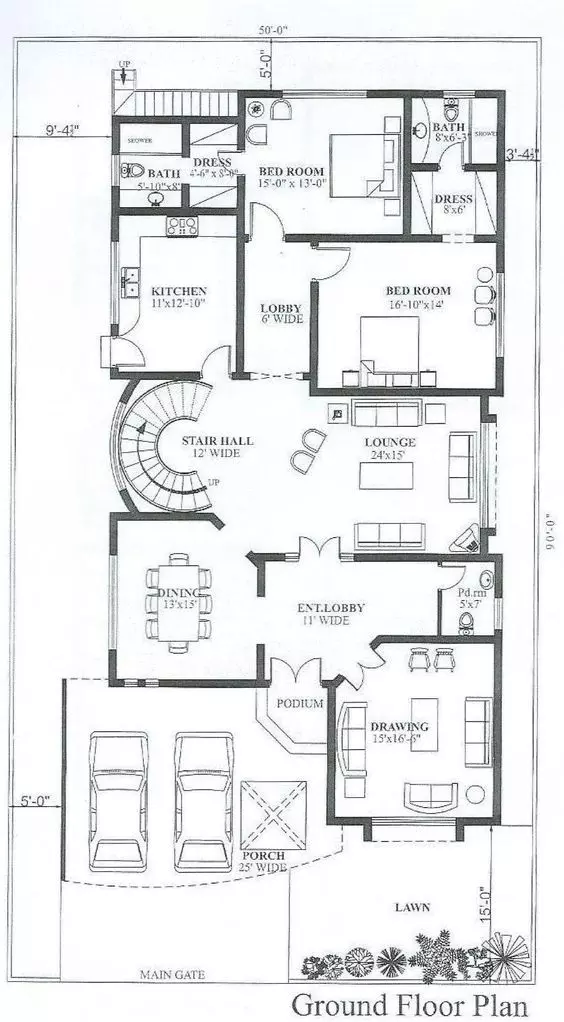 50'-0"
5'-0"
UP
9'-4½"
SHOWER
BATH
5'-10"x8'
DRESS
4'-6" x 8'-0"
BED ROOM
15'-0" x 13'-0"
BATH
8'x6'-3"
SHOWER
3'-4½"
DRESS
8'x6'
KITCHEN
11'x12'-10"
LOBBY
6' WIDE
BED ROOM
16'-10"x14'
STAIR HALL
12' WIDE
UP
LOUNGE
24'x15'
90'-0"
DINING
13'x15'
ENT.LOBBY
11' WIDE
Pd.rm
5'x7'
PODIUM
DRAWING
15'x16'-6"
5'-0"
PORCH
25' WIDE
LAWN
15'-0"
MAIN GATE
Ground Floor Plan